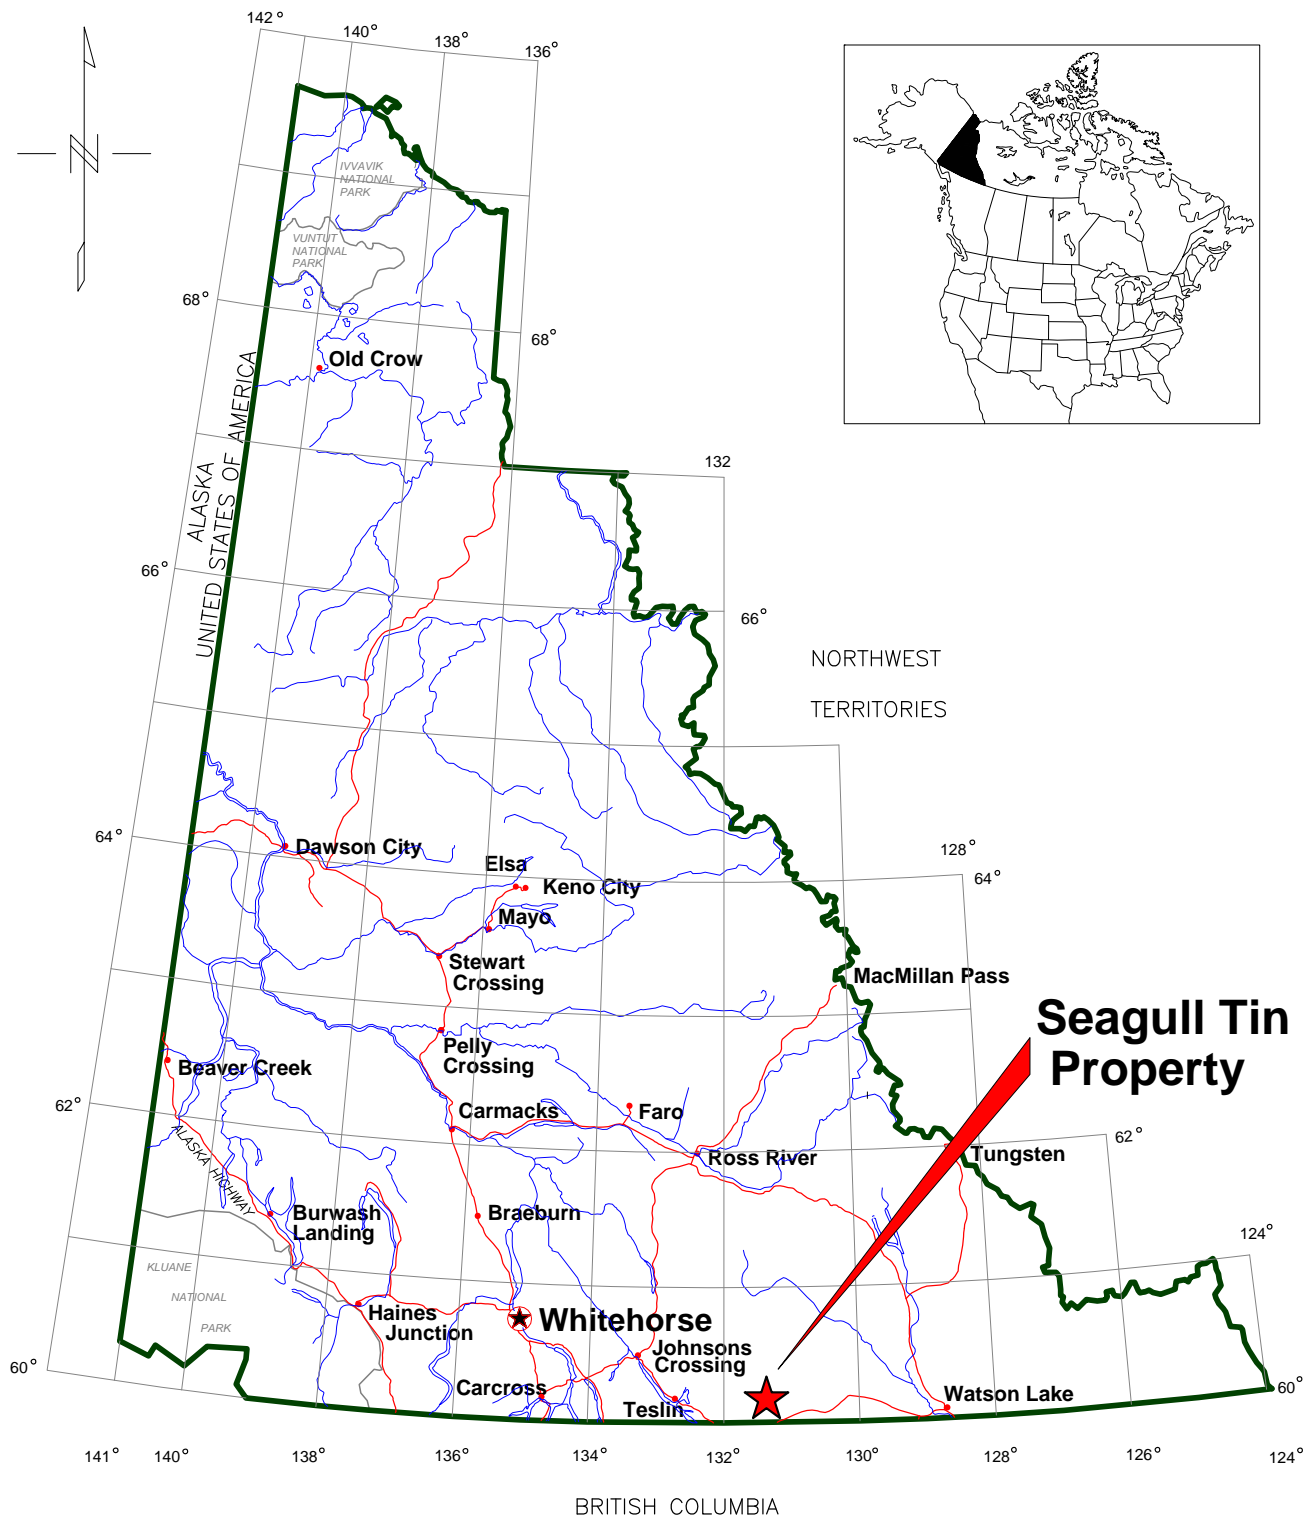 142°
140°
138°
136°
N
IVVAVIK
NATIONAL
PARK
VUNTUT
NATIONAL
PARK
68°
68°
Old Crow
ALASKA
UNITED STATES OF AMERICA
132
66°
66°
NORTHWEST
TERRITORIES
64°
Dawson City
128°
64°
Elsa
Keno City
Mayo
Stewart
Crossing
MacMillan Pass
Seagull Tin
Property
Pelly
Crossing
Beaver Creek
62°
Carmacks
Faro
62°
ALASKA HIGHWAY
Ross River
Tungsten
Burwash
Landing
Braeburn
124°
KLUANE
NATIONAL
PARK
Haines
Junction
Whitehorse
Johnsons
Crossing
60°
Carcross
Teslin
Watson Lake
60°
141°
140°
138°
136°
134°
132°
130°
128°
126°
124°
BRITISH COLUMBIA